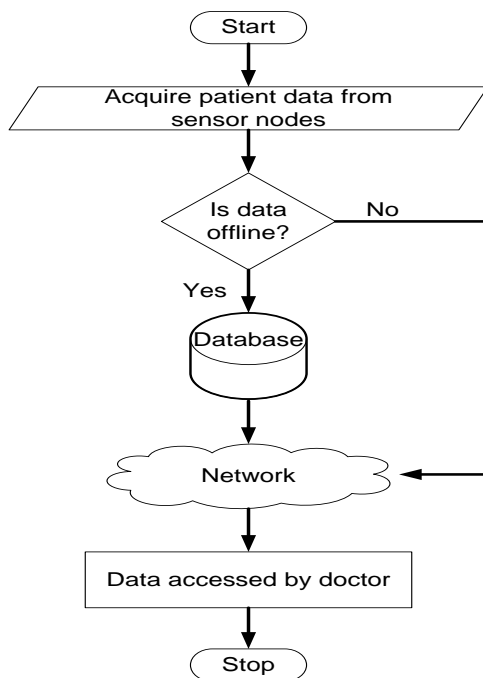 Start
Acquire patient data from
sensor nodes
Is data
offline?
No
Yes
Database
Network
Data accessed by doctor
Stop